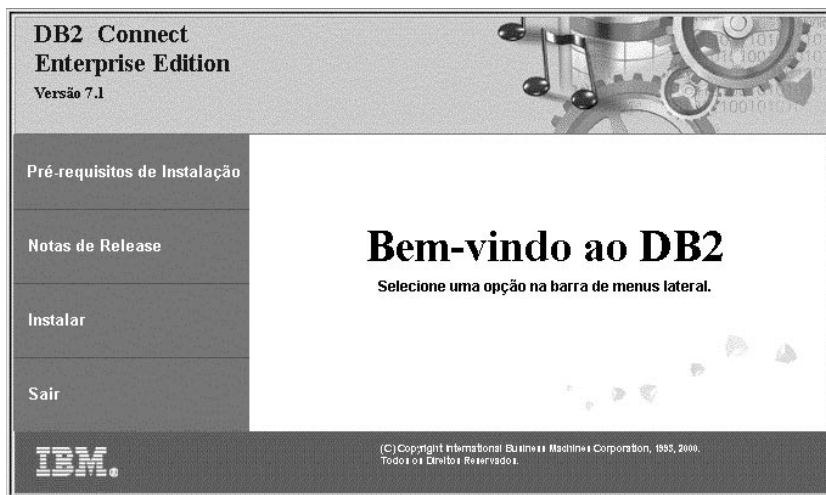 DB2 Connect
Enterprise Edition
Versão 7.1
Pré-requisitos de Instalação
Notas de Release
Instalar
Sair
Bem-vindo ao DB2
Selecione uma opção na barra de menus lateral.
IBM
(C) Copyright International Business Machines Corporation, 1993, 2000.
Todos os Direitos Reservados.